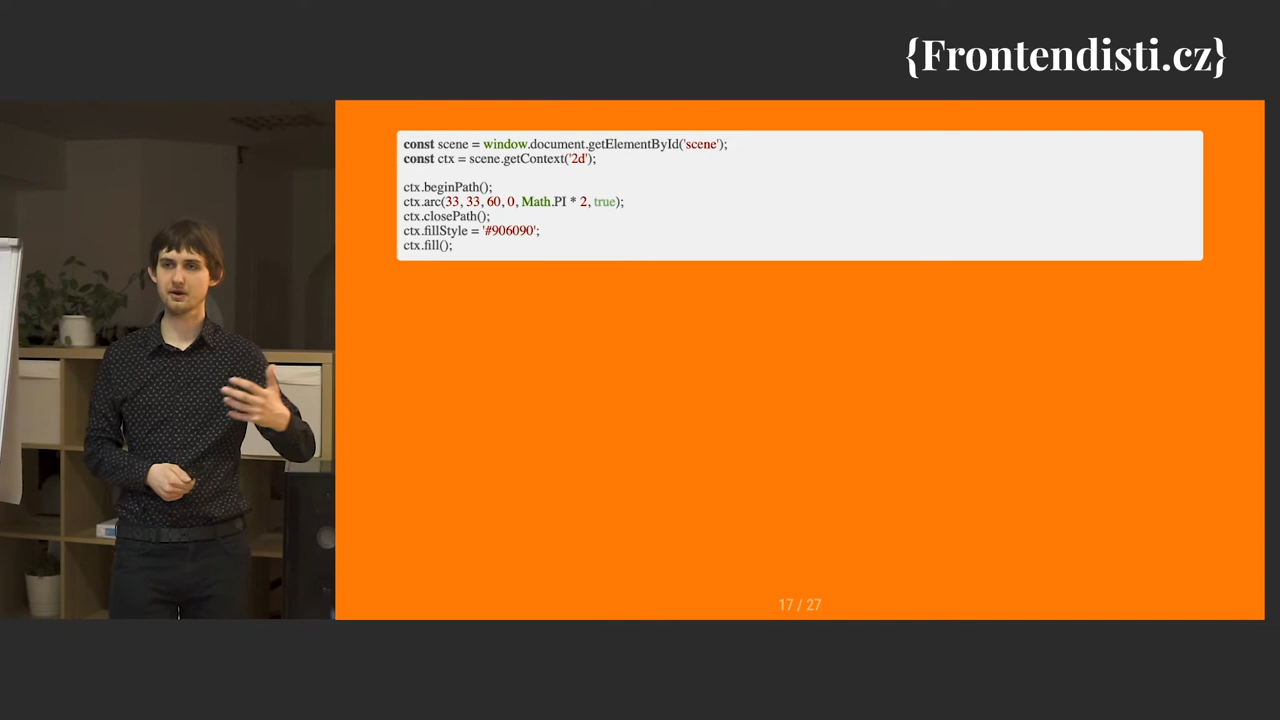 {Frontendisti.cz}
const scene = window.document.getElementById('scene');
const ctx = scene.getContext('2d');
ctx.beginPath();
ctx.arc(33, 33, 60, 0, Math.PI * 2, true);
ctx.closePath();
ctx.fillStyle = '#906090';
ctx.fill();
17 / 27